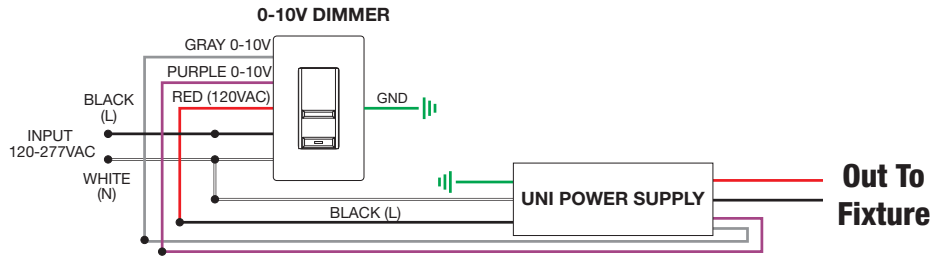 0-10V DIMMER
GRAY 0-10V
PURPLE 0-10V
RED (120VAC)
GND
BLACK
(L)
INPUT
120-277VAC
WHITE
(N)
BLACK (L)
UNI POWER SUPPLY
Out To
Fixture